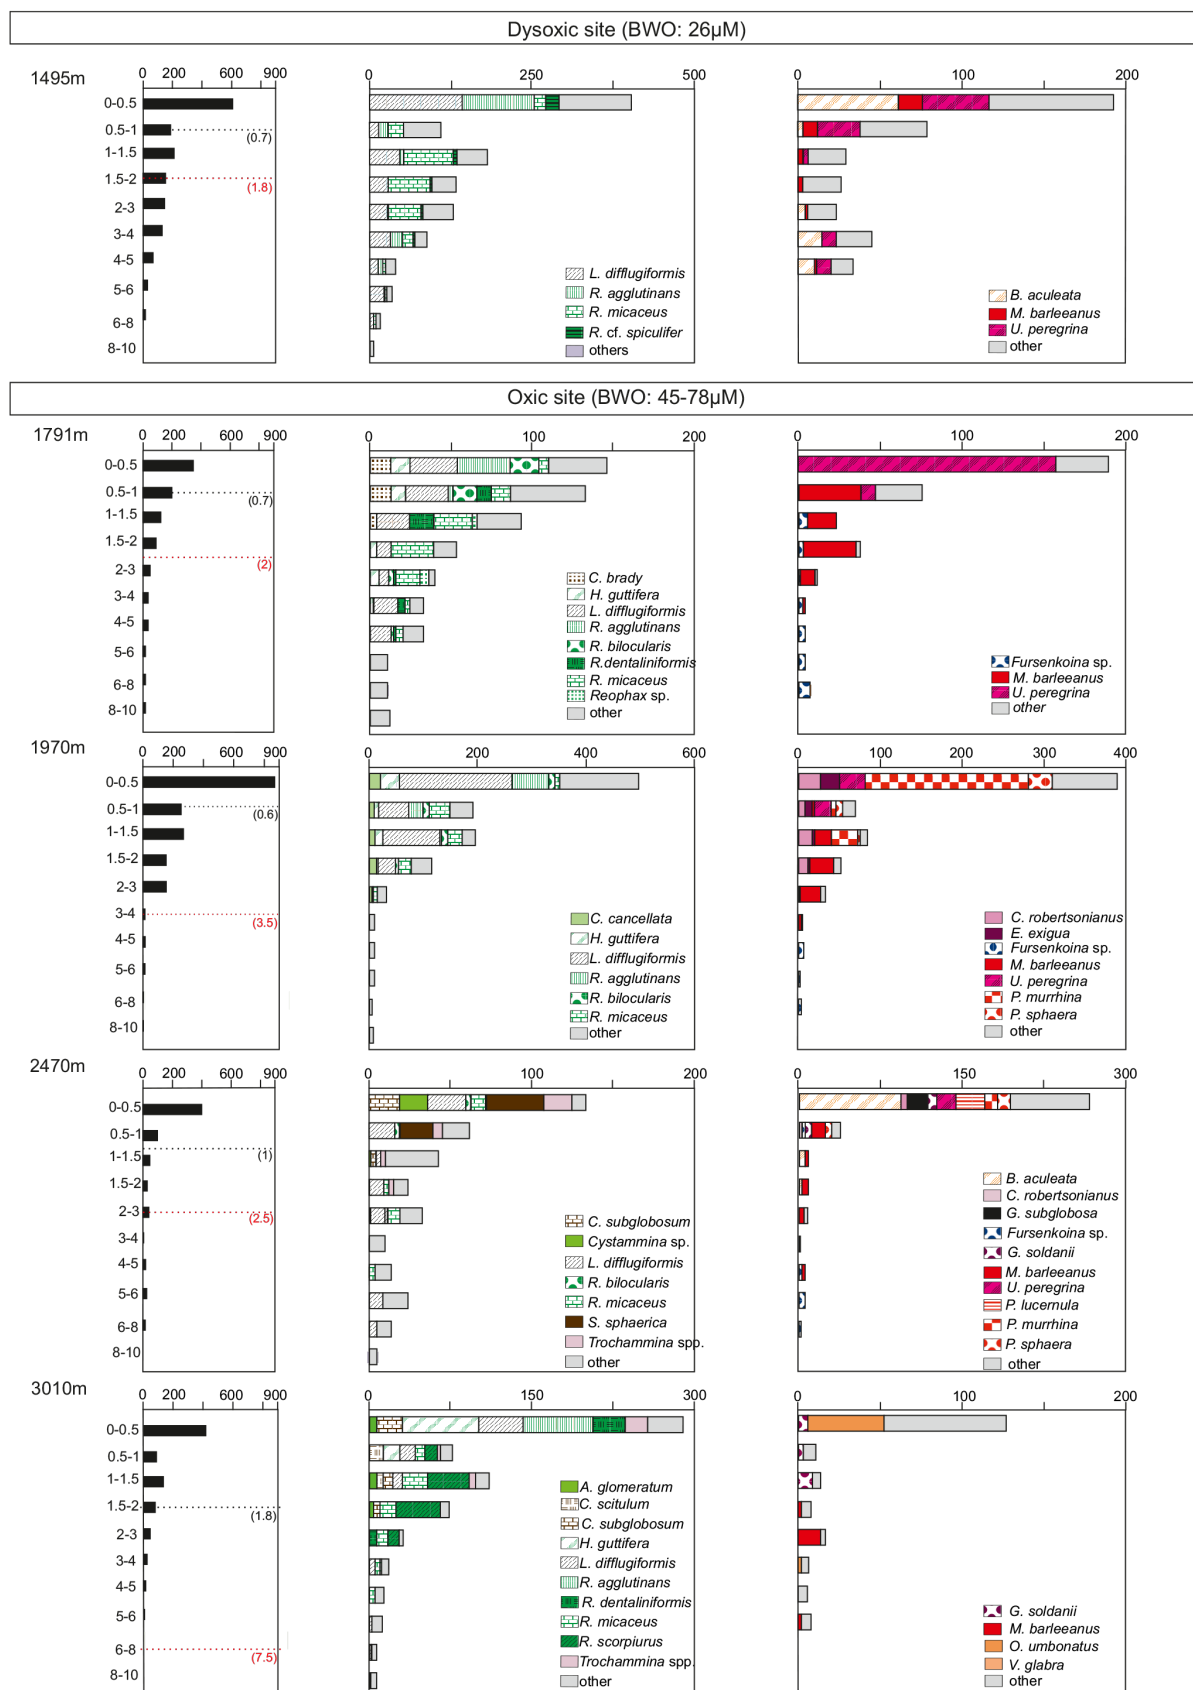 Dysoxic site (BWO: 26µM)
1495m
0 200 600 900
0 250 500
0 100 200
0-0.5
0.5-1
(0.7)
1-1.5
1.5-2
(1.8)
2-3
3-4
4-5
5-6
6-8
8-10
L. difflugiformis
R. agglutinans
R. micaceus
R. cf. spiculifer
others
B. aculeata
M. barleeanus
U. peregrina
other
Oxic site (BWO: 45-78µM)
1791m
0 200 600 900
0 100 200
0 100 200
0-0.5
0.5-1
(0.7)
1-1.5
1.5-2
(2)
2-3
3-4
4-5
5-6
6-8
8-10
C. brady
H. guttifera
L. difflugiformis
R. agglutinans
R. bilocularis
R.dentaliniformis
R. micaceus
Reophax sp.
other
Fursenkoina sp.
M. barleeanus
U. peregrina
other
1970m
0 200 600 900
0 200 400 600
0 100 200 300 400
0-0.5
0.5-1
(0.6)
1-1.5
1.5-2
2-3
3-4
(3.5)
4-5
5-6
6-8
8-10
C. cancellata
H. guttifera
L. difflugiformis
R. agglutinans
R. bilocularis
R. micaceus
other
C. robertsonianus
E. exigua
Fursenkoina sp.
M. barleeanus
U. peregrina
P. murrhina
P. sphaera
other
2470m
0 200 600 900
0 100 200
0 150 300
0-0.5
0.5-1
(1)
1-1.5
1.5-2
2-3
(2.5)
3-4
4-5
5-6
6-8
8-10
C. subglobosum
Cystammina sp.
L. difflugiformis
R. bilocularis
R. micaceus
S. sphaerica
Trochammina spp.
other
B. aculeata
C. robertsonianus
G. subglobosa
Fursenkoina sp.
G. soldanii
M. barleeanus
U. peregrina
P. lucernula
P. murrhina
P. sphaera
other
3010m
0 200 600 900
0 150 300
0 100 200
0-0.5
0.5-1
1-1.5
1.5-2
(1.8)
2-3
3-4
4-5
5-6
6-8
(7.5)
8-10
A. glomeratum
C. scitulum
C. subglobosum
H. guttifera
L. difflugiformis
R. agglutinans
R. dentaliniformis
R. micaceus
R. scorpiurus
Trochammina spp.
other
G. soldanii
M. barleeanus
O. umbonatus
V. glabra
other